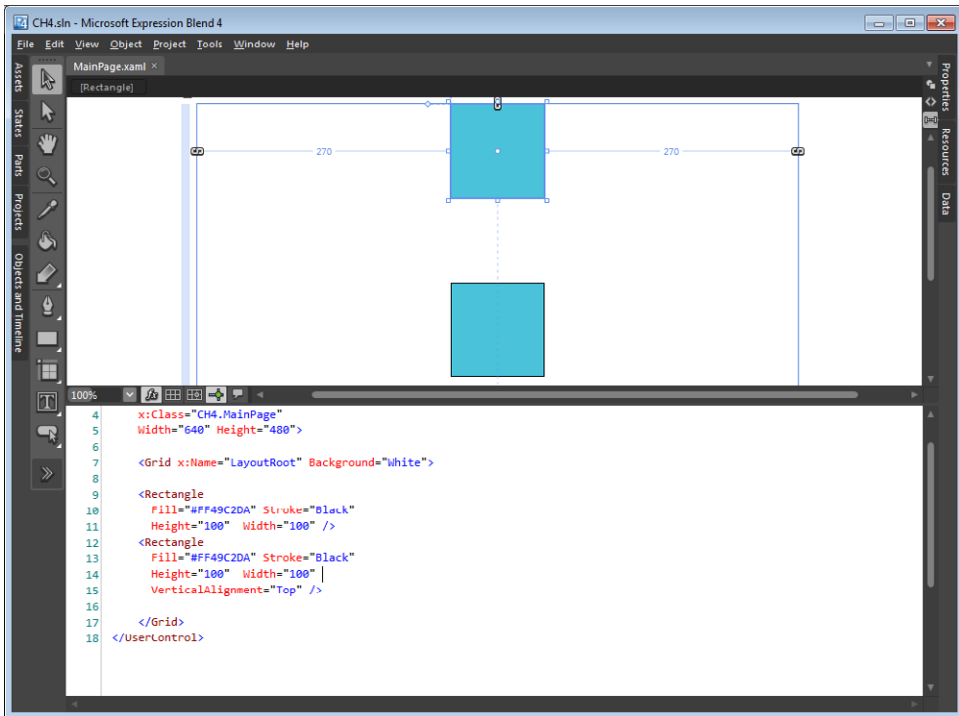 CH4.sln - Microsoft Expression Blend 4
File Edit View Object Project Tools Window Help
Assets
States
Parts
Projects
Objects and Timeline
MainPage.xaml ×
[Rectangle]
270
270
Properties
Resources
Data
100%
4 x:Class="CH4.MainPage"
5 Width="640" Height="480">
6
7 <Grid x:Name="LayoutRoot" Background="White">
8
9 <Rectangle
10 Fill="#FF49C2DA" Stroke="Black"
11 Height="100" Width="100" />
12 <Rectangle
13 Fill="#FF49C2DA" Stroke="Black"
14 Height="100" Width="100"
15 VerticalAlignment="Top" />
16
17 </Grid>
18 </UserControl>